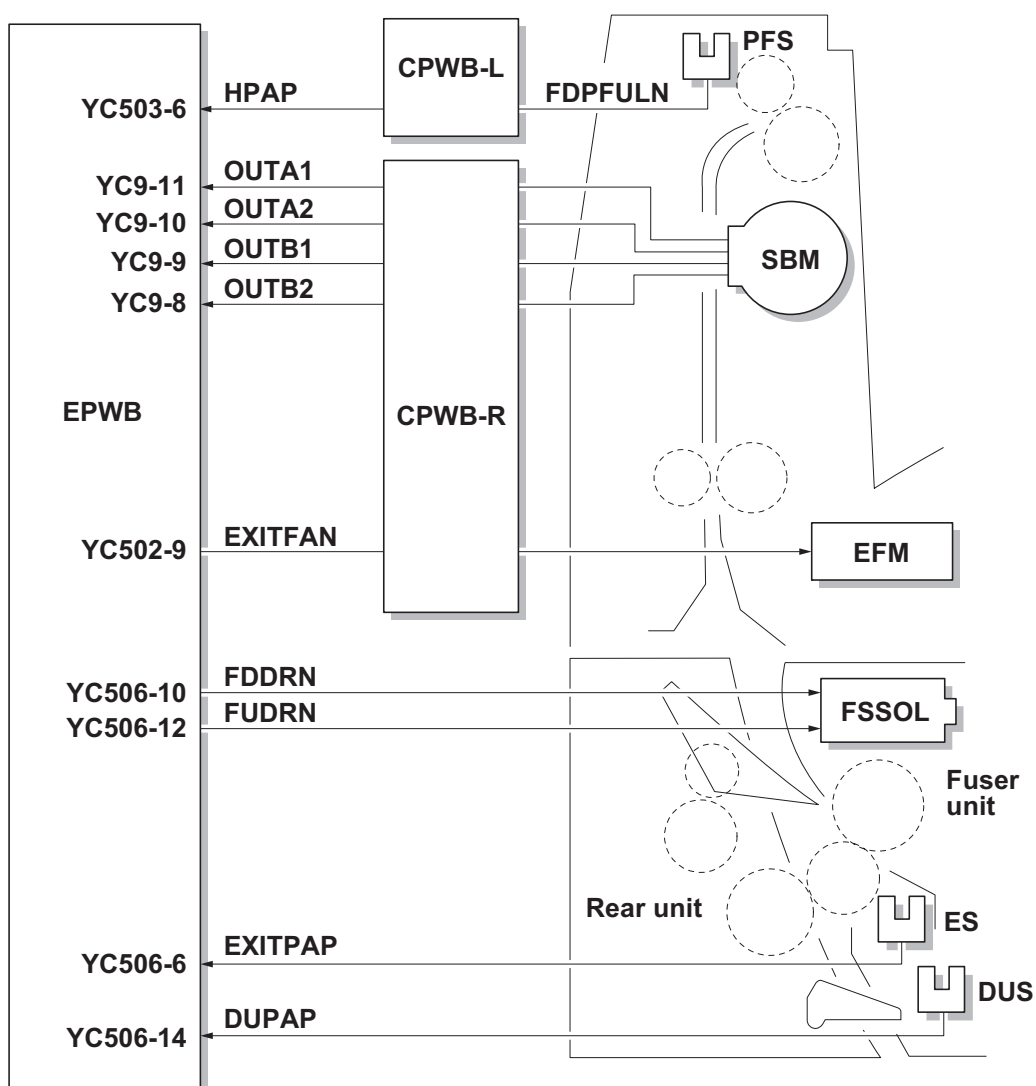 PFS
CPWB-L
HPAP
FDPFULN
YC503-6
OUTA1
YC9-11
OUTA2
YC9-10
OUTB1
YC9-9
SBM
OUTB2
YC9-8
EPWB
CPWB-R
EXITFAN
YC502-9
EFM
FDDRN
YC506-10
FSSOL
FUDRN
YC506-12
Fuser
unit
Rear unit
ES
EXITPAP
YC506-6
DUS
DUPAP
YC506-14